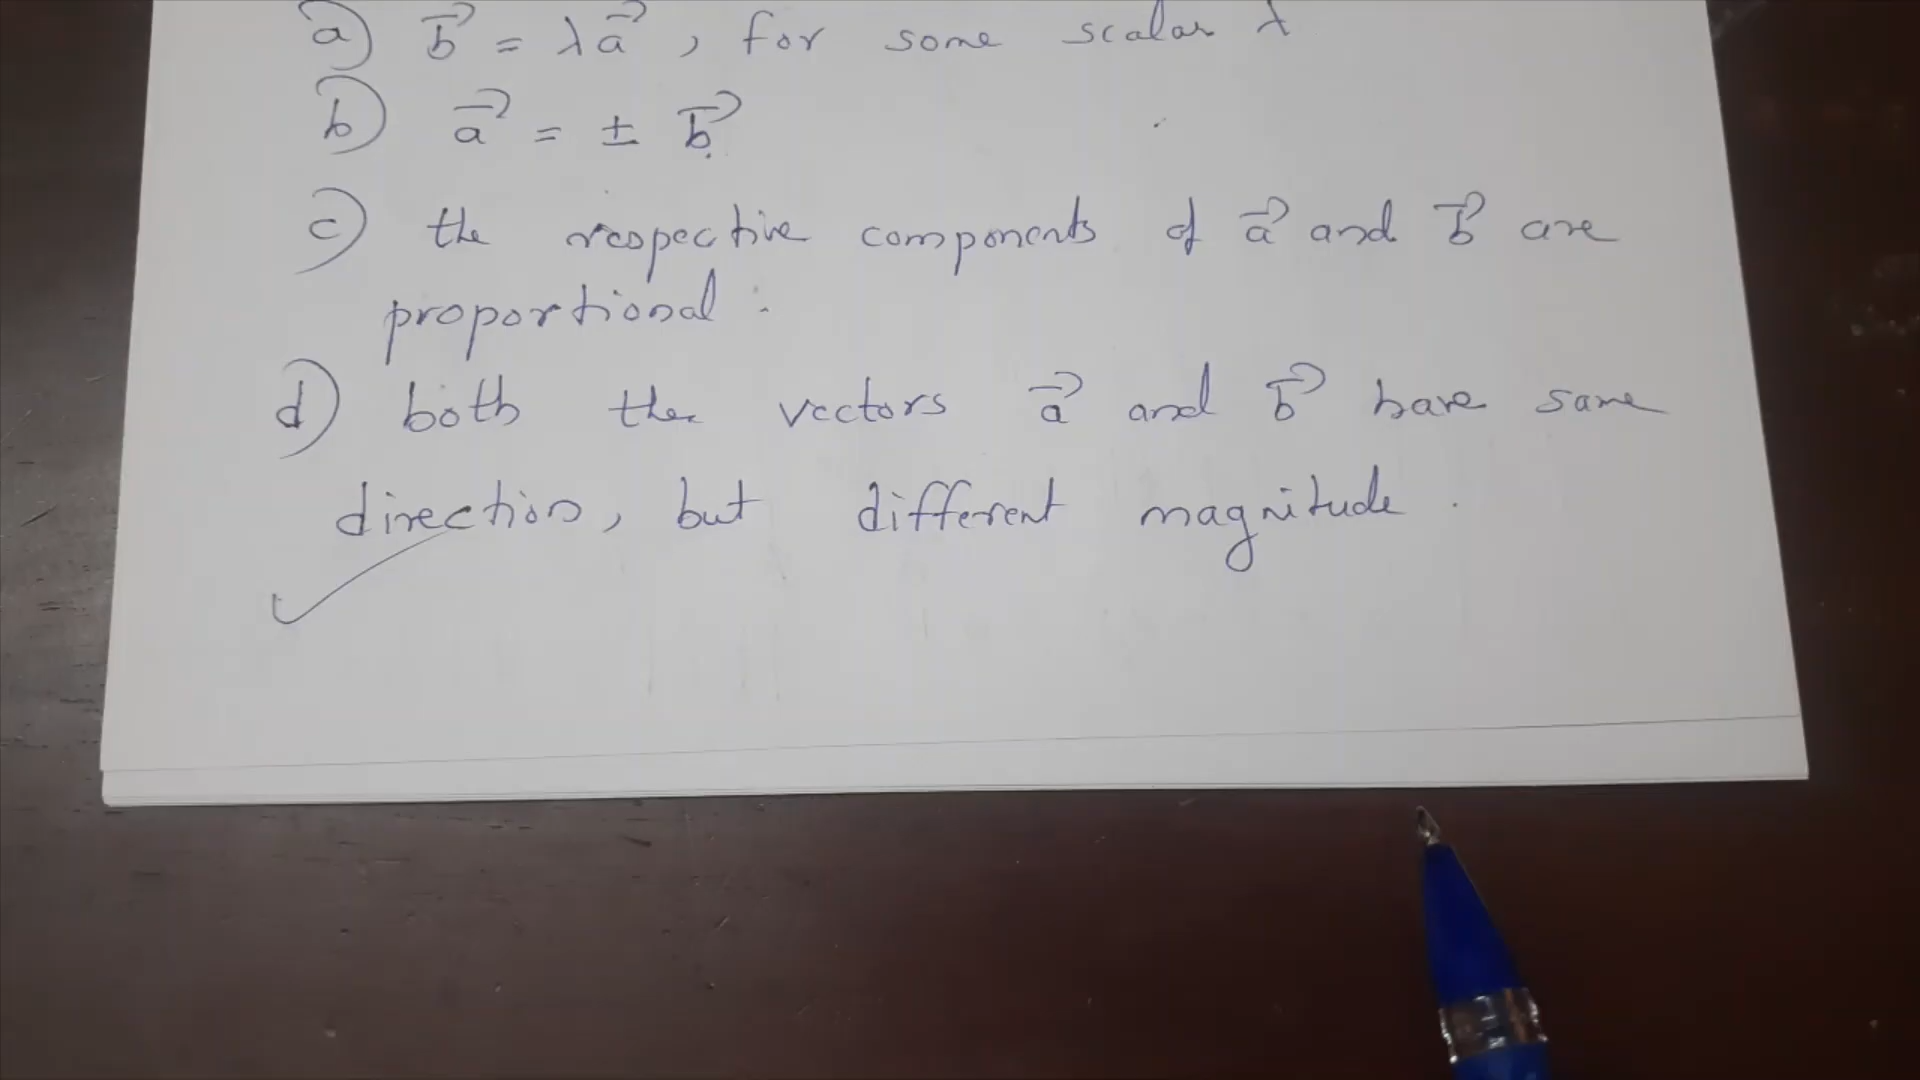 a) b⃗ = λa⃗, for some scalar λ
b) a⃗ = ± b⃗
c) the respective components of a⃗ and b⃗ are
proportional.
d) both the vectors a⃗ and b⃗ have same
direction, but different magnitude.